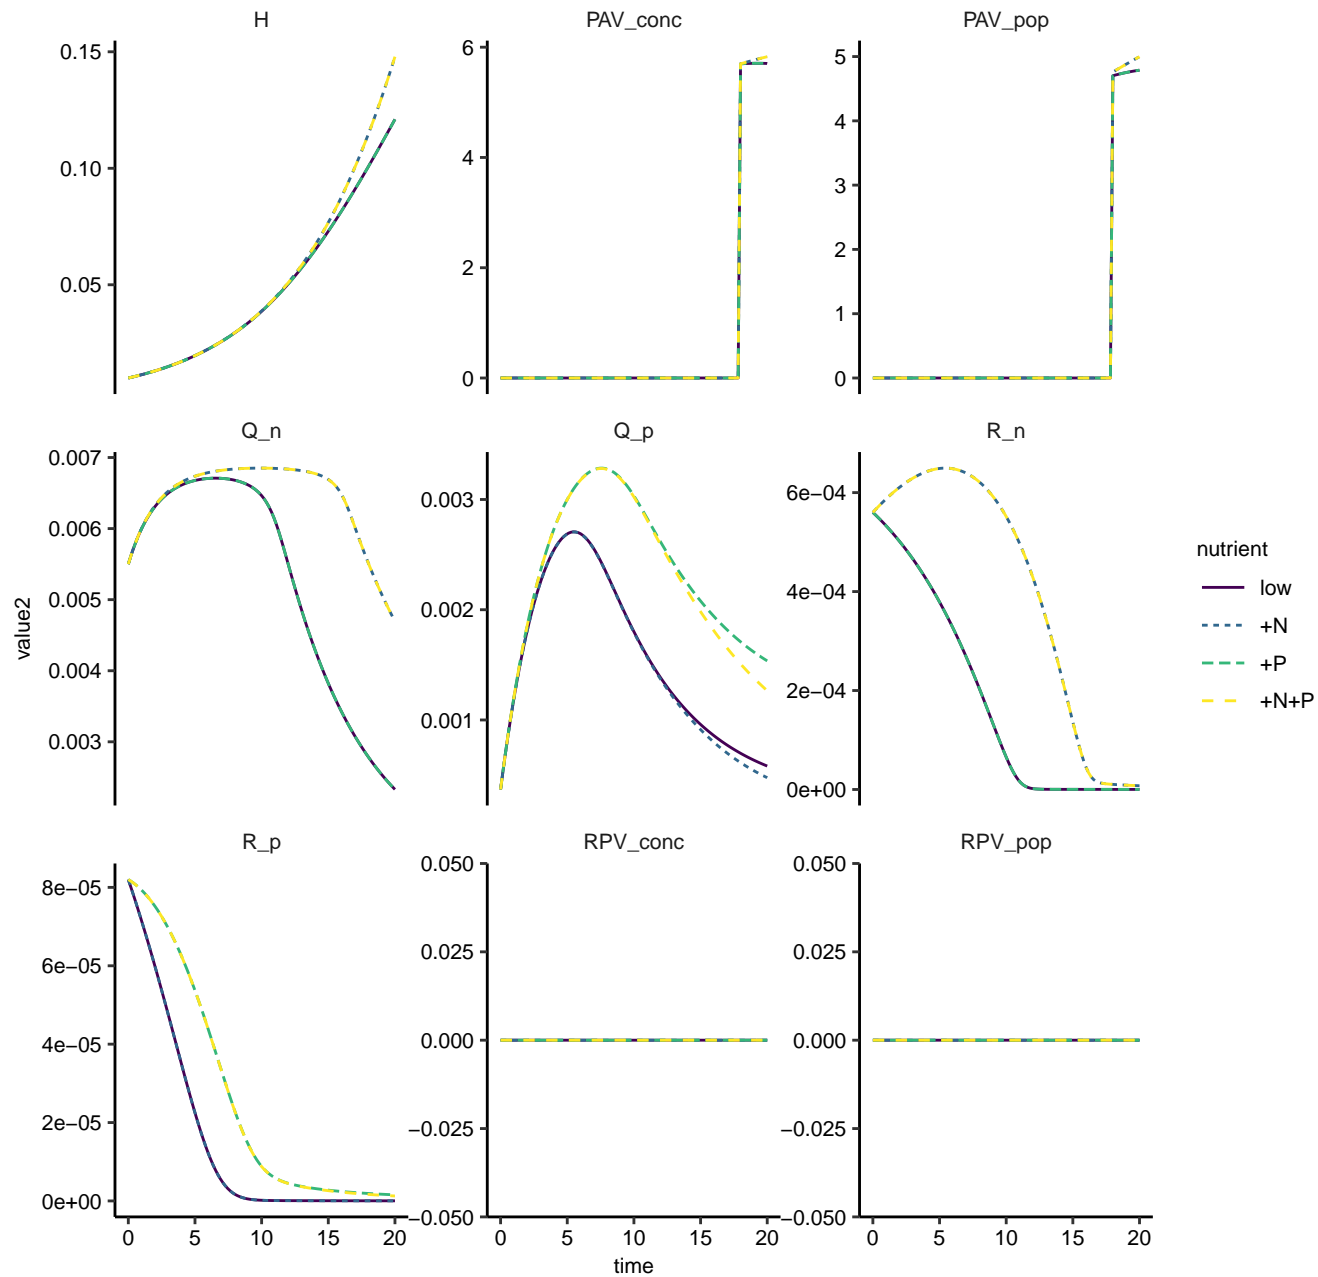 H
PAV_conc
PAV_pop
0.15
0.10
0.05
6
4
2
0
5
4
3
2
1
0
Q_n
Q_p
R_n
0.007
0.006
0.005
0.004
0.003
0.003
0.002
0.001
6e−04
4e−04
2e−04
0e+00
value2
nutrient
low
+N
+P
+N+P
R_p
RPV_conc
RPV_pop
8e−05
6e−05
4e−05
2e−05
0e+00
0.050
0.025
0.000
−0.025
−0.050
0.050
0.025
0.000
−0.025
−0.050
0 5 10 15 20
0 5 10 15 20
0 5 10 15 20
time